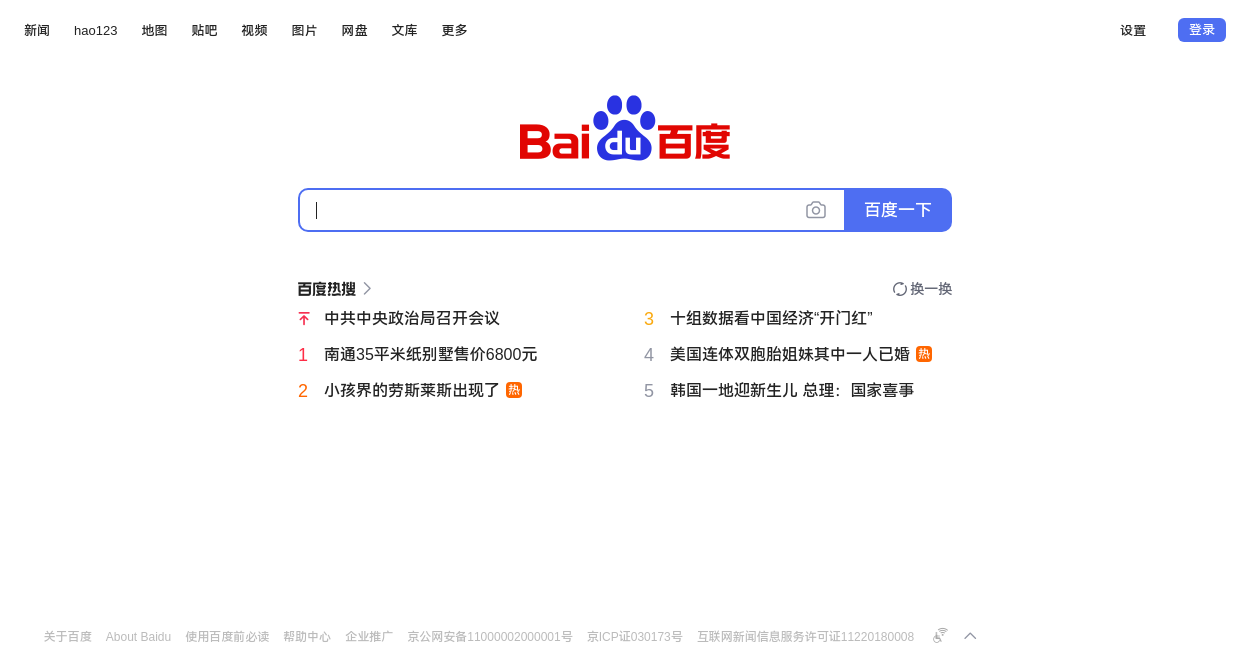 新闻 hao123 地图 贴吧 视频 图片 网盘 文库 更多 设置 登录
Bai du 百度
百度一下
百度热搜 换一换
中共中央政治局召开会议
1 南通35平米纸别墅售价6800元
2 小孩界的劳斯莱斯出现了 热
3 十组数据看中国经济“开门红”
4 美国连体双胞胎姐妹其中一人已婚 热
5 韩国一地迎新生儿 总理：国家喜事
关于百度 About Baidu 使用百度前必读 帮助中心 企业推广 京公网安备11000002000001号 京ICP证030173号 互联网新闻信息服务许可证11220180008